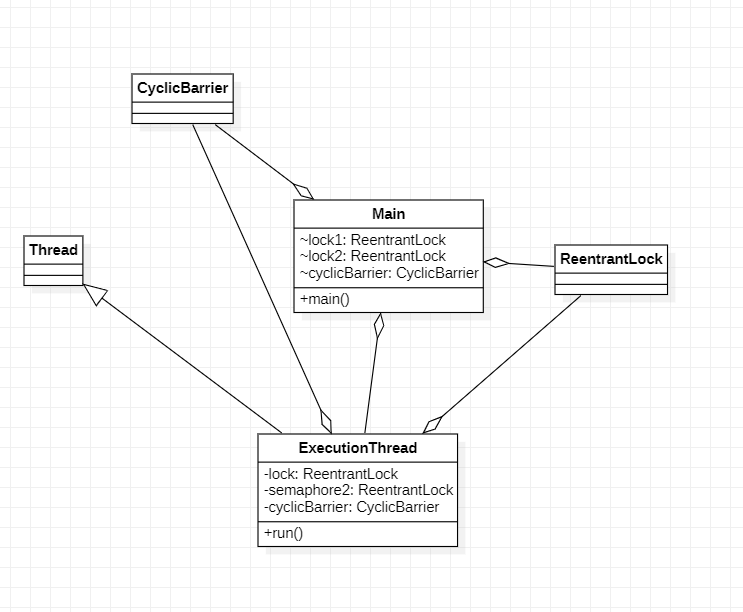 CyclicBarrier
Main
~lock1: ReentrantLock
~lock2: ReentrantLock
~cyclicBarrier: CyclicBarrier
+main()
Thread
ReentrantLock
ExecutionThread
-lock: ReentrantLock
-semaphore2: ReentrantLock
-cyclicBarrier: CyclicBarrier
+run()